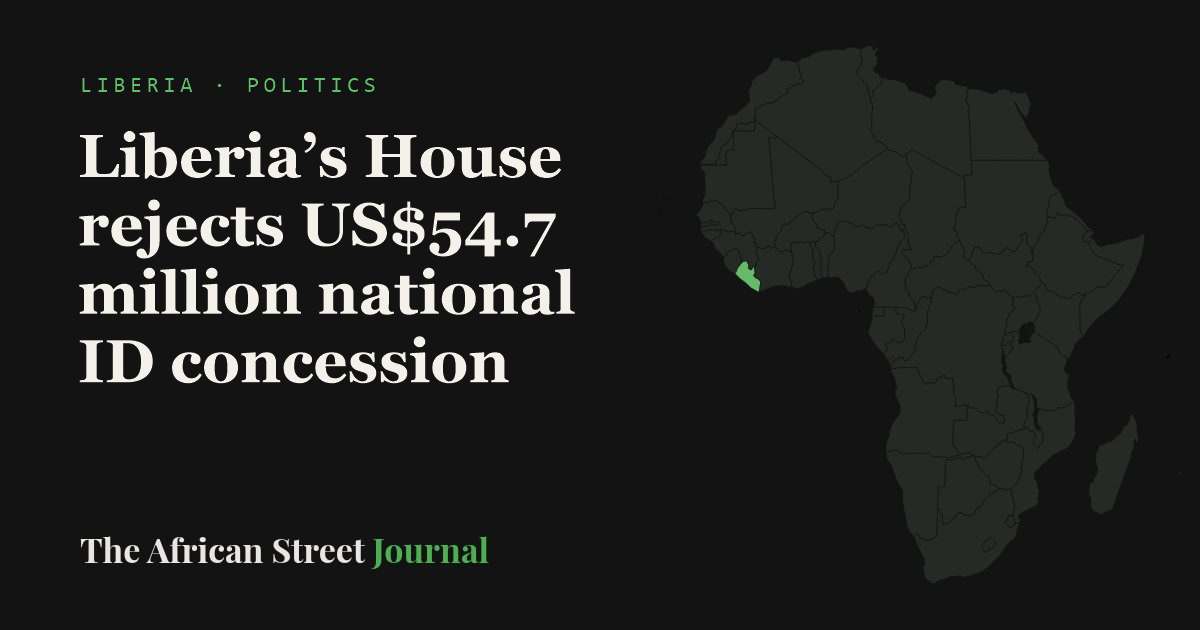 LIBERIA · POLITICS
Liberia’s House
rejects US$54.7
million national
ID concession
The African Street Journal